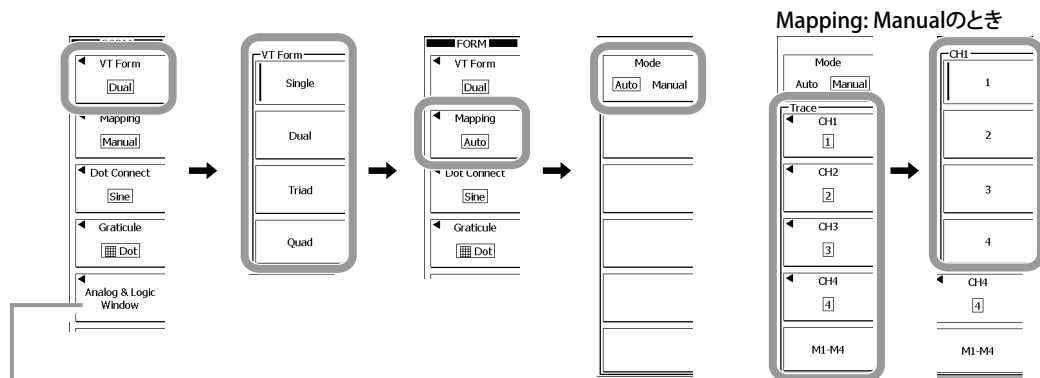 Mapping: Manualのとき
FORM
VT Form
Dual
Mapping
Manual
Dot Connect
Sine
Graticule
Dot
Analog & Logic
Window
VT Form
Single
Dual
Triad
Quad
FORM
VT Form
Dual
Mapping
Auto
Dot Connect
Sine
Graticule
Dot
Mode
Auto Manual
Mode
Auto Manual
Trace
CH1
1
CH2
2
CH3
3
CH4
4
M1-M4
CH1
1
2
3
4
CH4
4
M1-M4